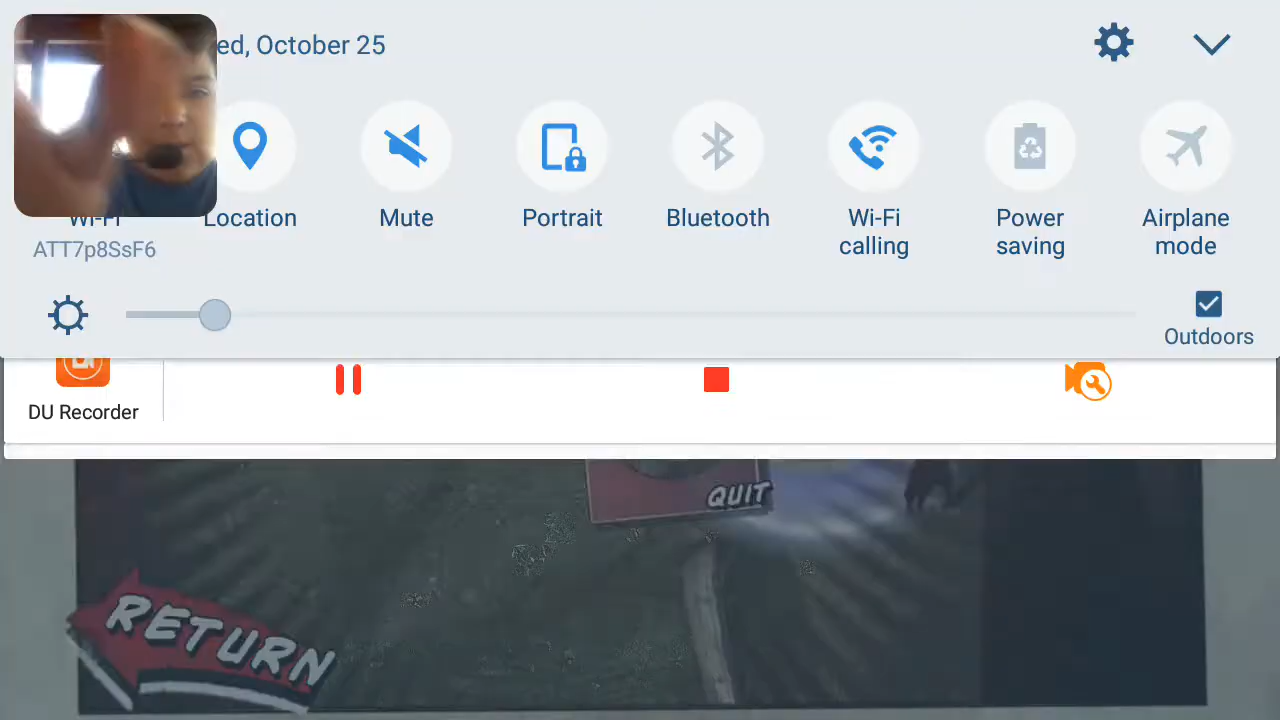 ed, October 25
Wi-Fi
Location
Mute
Portrait
Bluetooth
Wi-Fi
calling
Power
saving
Airplane
mode
ATT7p8SsF6
Outdoors
DU Recorder
QUIT
RETURN